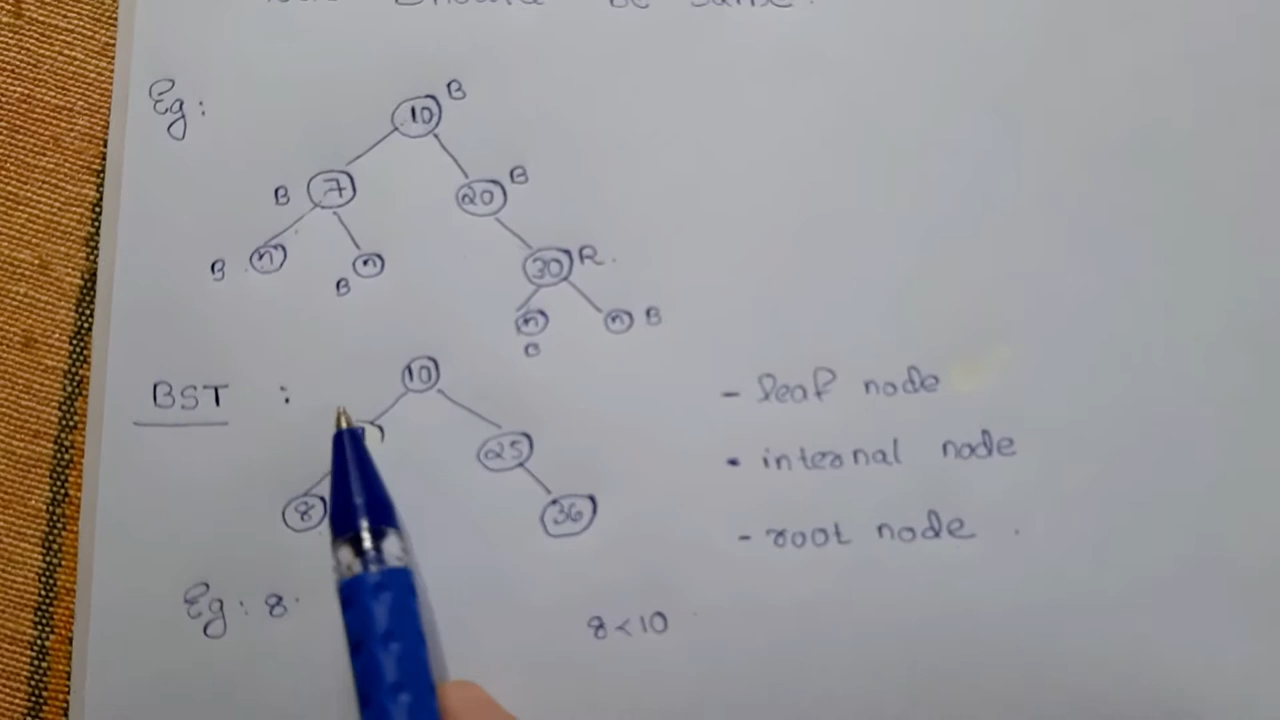 Eg:
10 B
B 7 20 B
B n B n 30 R.
n n B
B
BST : 10
25
8 36
- leaf node
- internal node
- root node.
Eg: 8. 8<10